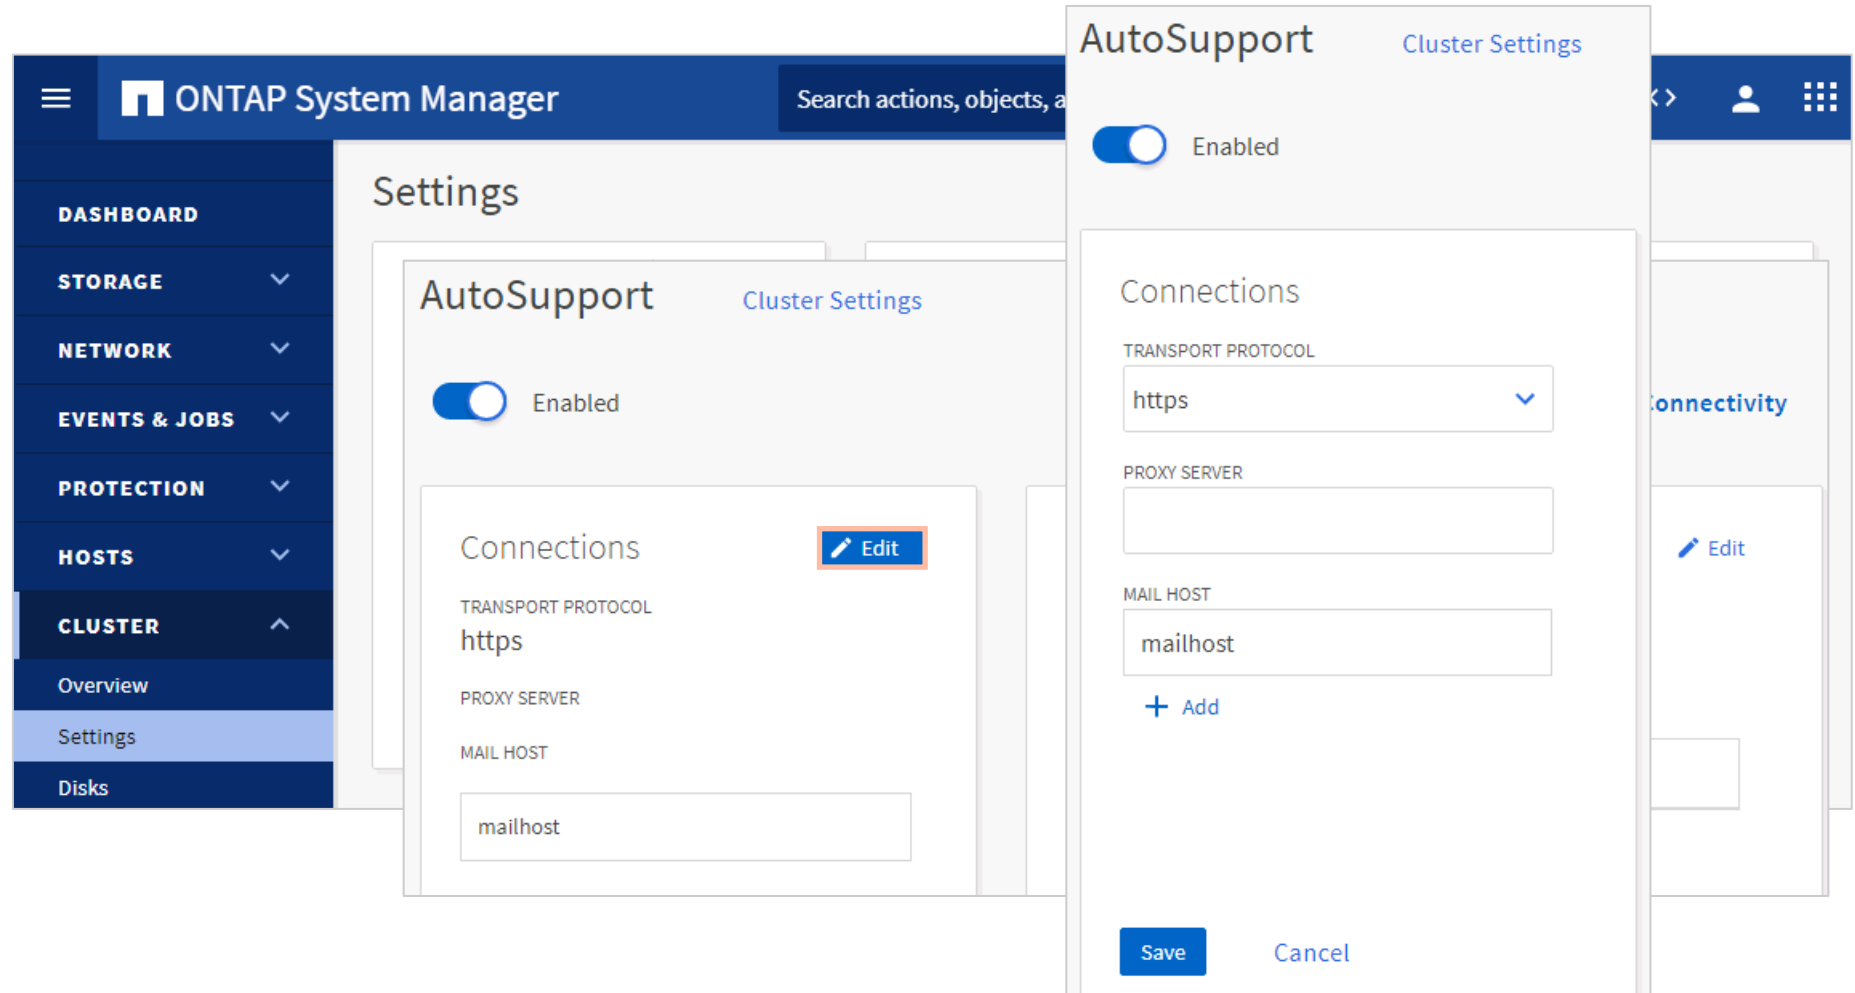 ONTAP System Manager
Search actions, objects, a
DASHBOARD
STORAGE
NETWORK
EVENTS & JOBS
PROTECTION
HOSTS
CLUSTER
Overview
Settings
Disks
Settings
AutoSupport
Cluster Settings
Enabled
Connections
Edit
TRANSPORT PROTOCOL
https
PROXY SERVER
MAIL HOST
mailhost
AutoSupport
Cluster Settings
Enabled
Connections
TRANSPORT PROTOCOL
https
PROXY SERVER
MAIL HOST
mailhost
+ Add
Save
Cancel
onnectivity
Edit